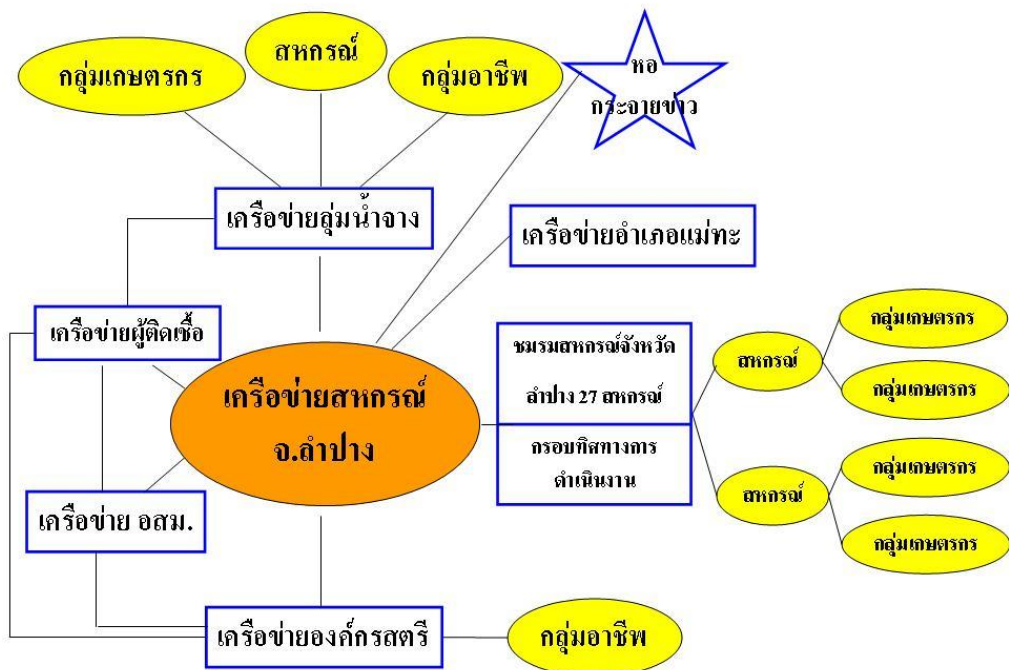 สหกรณ์
กลุ่มเกษตรกร
กลุ่มอาชีพ
หอ
กระจายข่าว
เครือข่ายลุ่มน้ำจาง
เครือข่ายอำเภอแม่ทะ
เครือข่ายผู้ติดเชื้อ
เครือข่ายสหกรณ์
จ.ลำปาง
ชมรมสหกรณ์จังหวัด
ลำปาง 27 สหกรณ์
กรอบทิศทางการ
ดำเนินงาน
สหกรณ์
กลุ่มเกษตรกร
กลุ่มเกษตรกร
สหกรณ์
กลุ่มเกษตรกร
กลุ่มเกษตรกร
เครือข่าย อสม.
เครือข่ายองค์กรสตรี
กลุ่มอาชีพ